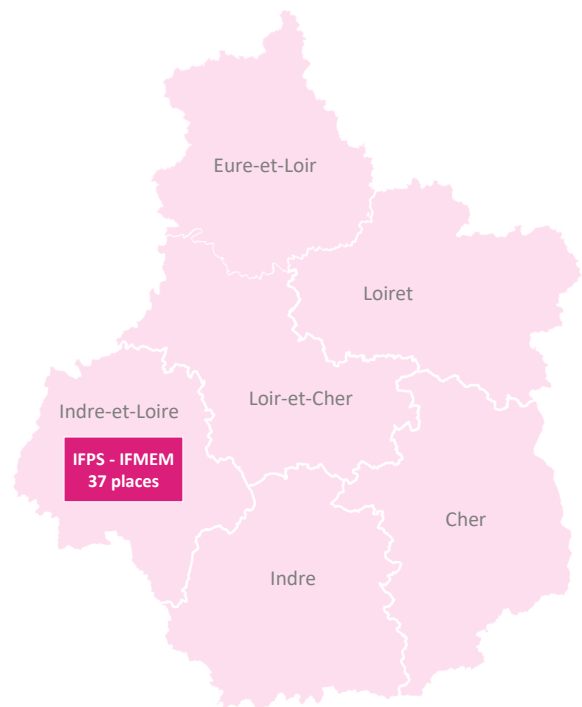 Eure-et-Loir
Loiret
Loir-et-Cher
Indre-et-Loire
IFPS - IFMEM
37 places
Cher
Indre